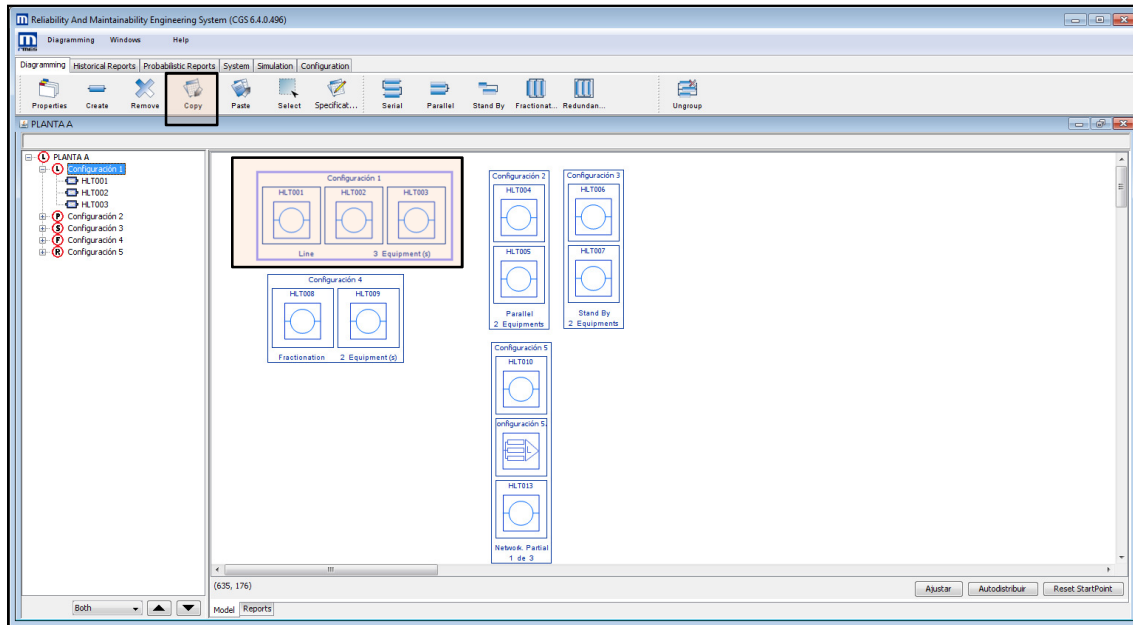 Reliability And Maintainability Engineering System (CGS 6.4.0.496)
Diagramming Windows Help
Diagramming Historical Reports Probabilistic Reports System Simulation Configuration
Properties Create Remove Copy Paste Select Specificat... Serial Parallel Stand By Fractionat... Redundan... Ungroup
PLANTA A
L PLANTA A
L Configuración 1
HLT001
HLT002
HLT003
P Configuración 2
S Configuración 3
F Configuración 4
R Configuración 5
Configuración 1
HLT001 HLT002 HLT003
Line 3 Equipment(s)
Configuración 2
HLT004
HLT005
Parallel
2 Equipments
Configuración 3
HLT006
HLT007
Stand By
2 Equipments
Configuración 4
HLT008 HLT009
Fractionation 2 Equipment(s)
Configuración 5
HLT010
onfiguración 5.
L
HLT013
Network. Partial
1 de 3
(635, 176)
Ajustar Autodistribuir Reset StartPoint
Both
Model Reports